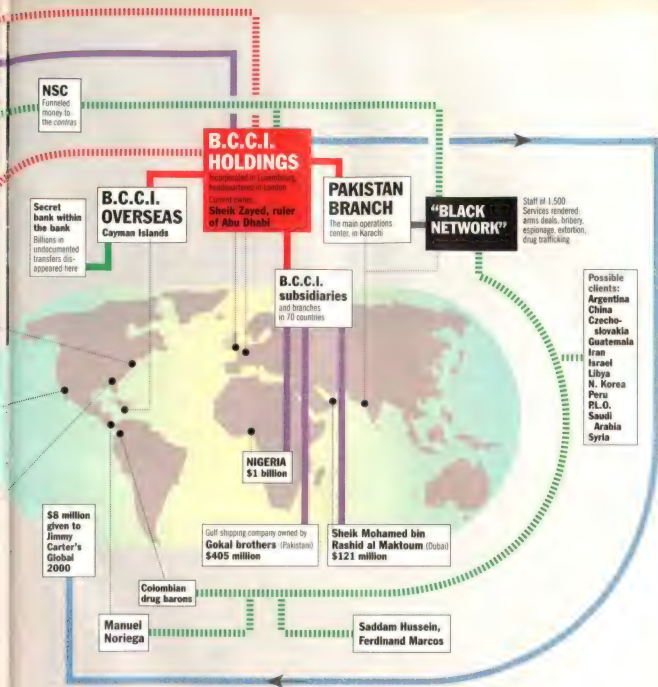 NSC
Funneled
money to
the contras
B.C.C.I.
HOLDINGS
Incorporated in Luxembourg,
headquartered in London
Current owner:
Sheik Zayed, ruler
of Abu Dhabi
Secret
bank within
the bank
Billions in
undocumented
transfers dis-
appeared here
B.C.C.I.
OVERSEAS
Cayman Islands
PAKISTAN
BRANCH
The main operations
center, in Karachi
"BLACK
NETWORK"
Staff of 1,500
Services rendered:
arms deals, bribery,
espionage, extortion,
drug trafficking
B.C.C.I.
subsidiaries
and branches
in 70 countries
Possible
clients:
Argentina
China
Czecho-
slovakia
Guatemala
Iran
Israel
Libya
N. Korea
Peru
P.L.O.
Saudi
Arabia
Syria
NIGERIA
$1 billion
$8 million
given to
Jimmy
Carter's
Global
2000
Gulf shipping company owned by
Gokal brothers (Pakistani)
$405 million
Sheik Mohamed bin
Rashid al Maktoum (Dubai)
$121 million
Colombian
drug barons
Manuel
Noriega
Saddam Hussein,
Ferdinand Marcos